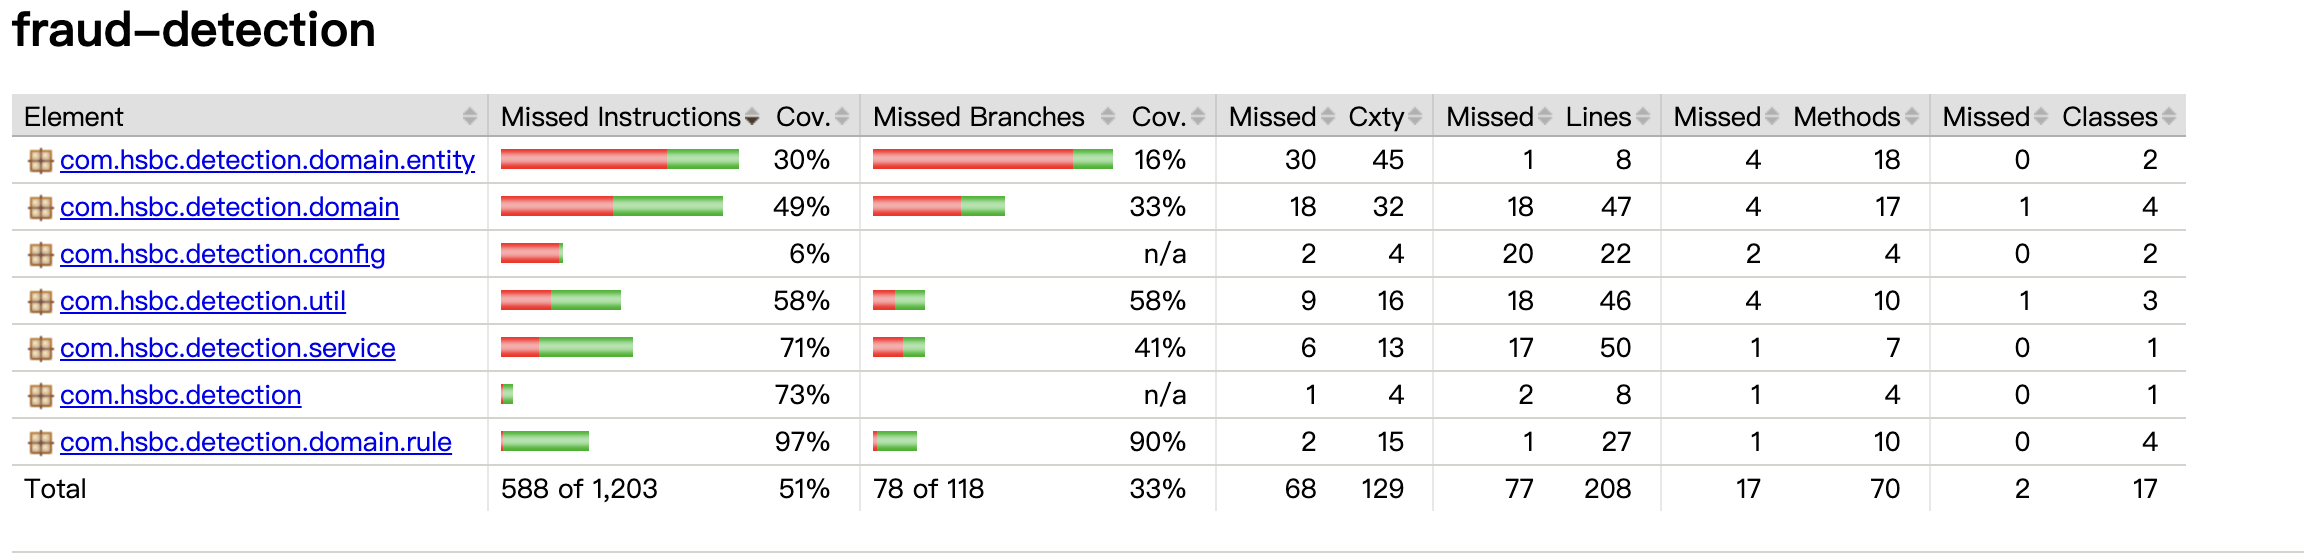 fraud-detection
Element Missed Instructions Cov. Missed Branches Cov. Missed Cxty Missed Lines Missed Methods Missed Classes
com.hsbc.detection.domain.entity 30% 16% 30 45 1 8 4 18 0 2
com.hsbc.detection.domain 49% 33% 18 32 18 47 4 17 1 4
com.hsbc.detection.config 6% n/a 2 4 20 22 2 4 0 2
com.hsbc.detection.util 58% 58% 9 16 18 46 4 10 1 3
com.hsbc.detection.service 71% 41% 6 13 17 50 1 7 0 1
com.hsbc.detection 73% n/a 1 4 2 8 1 4 0 1
com.hsbc.detection.domain.rule 97% 90% 2 15 1 27 1 10 0 4
Total 588 of 1,203 51% 78 of 118 33% 68 129 77 208 17 70 2 17